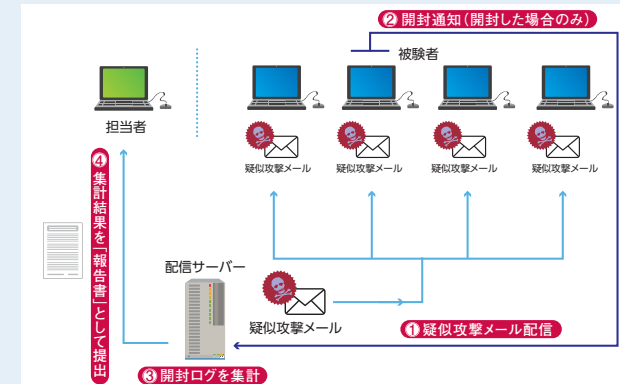 ②開封通知（開封した場合のみ）
被験者
担当者
疑似攻撃メール
疑似攻撃メール
疑似攻撃メール
疑似攻撃メール
④集計結果を「報告書」として提出
配信サーバー
疑似攻撃メール
①疑似攻撃メール配信
③開封ログを集計